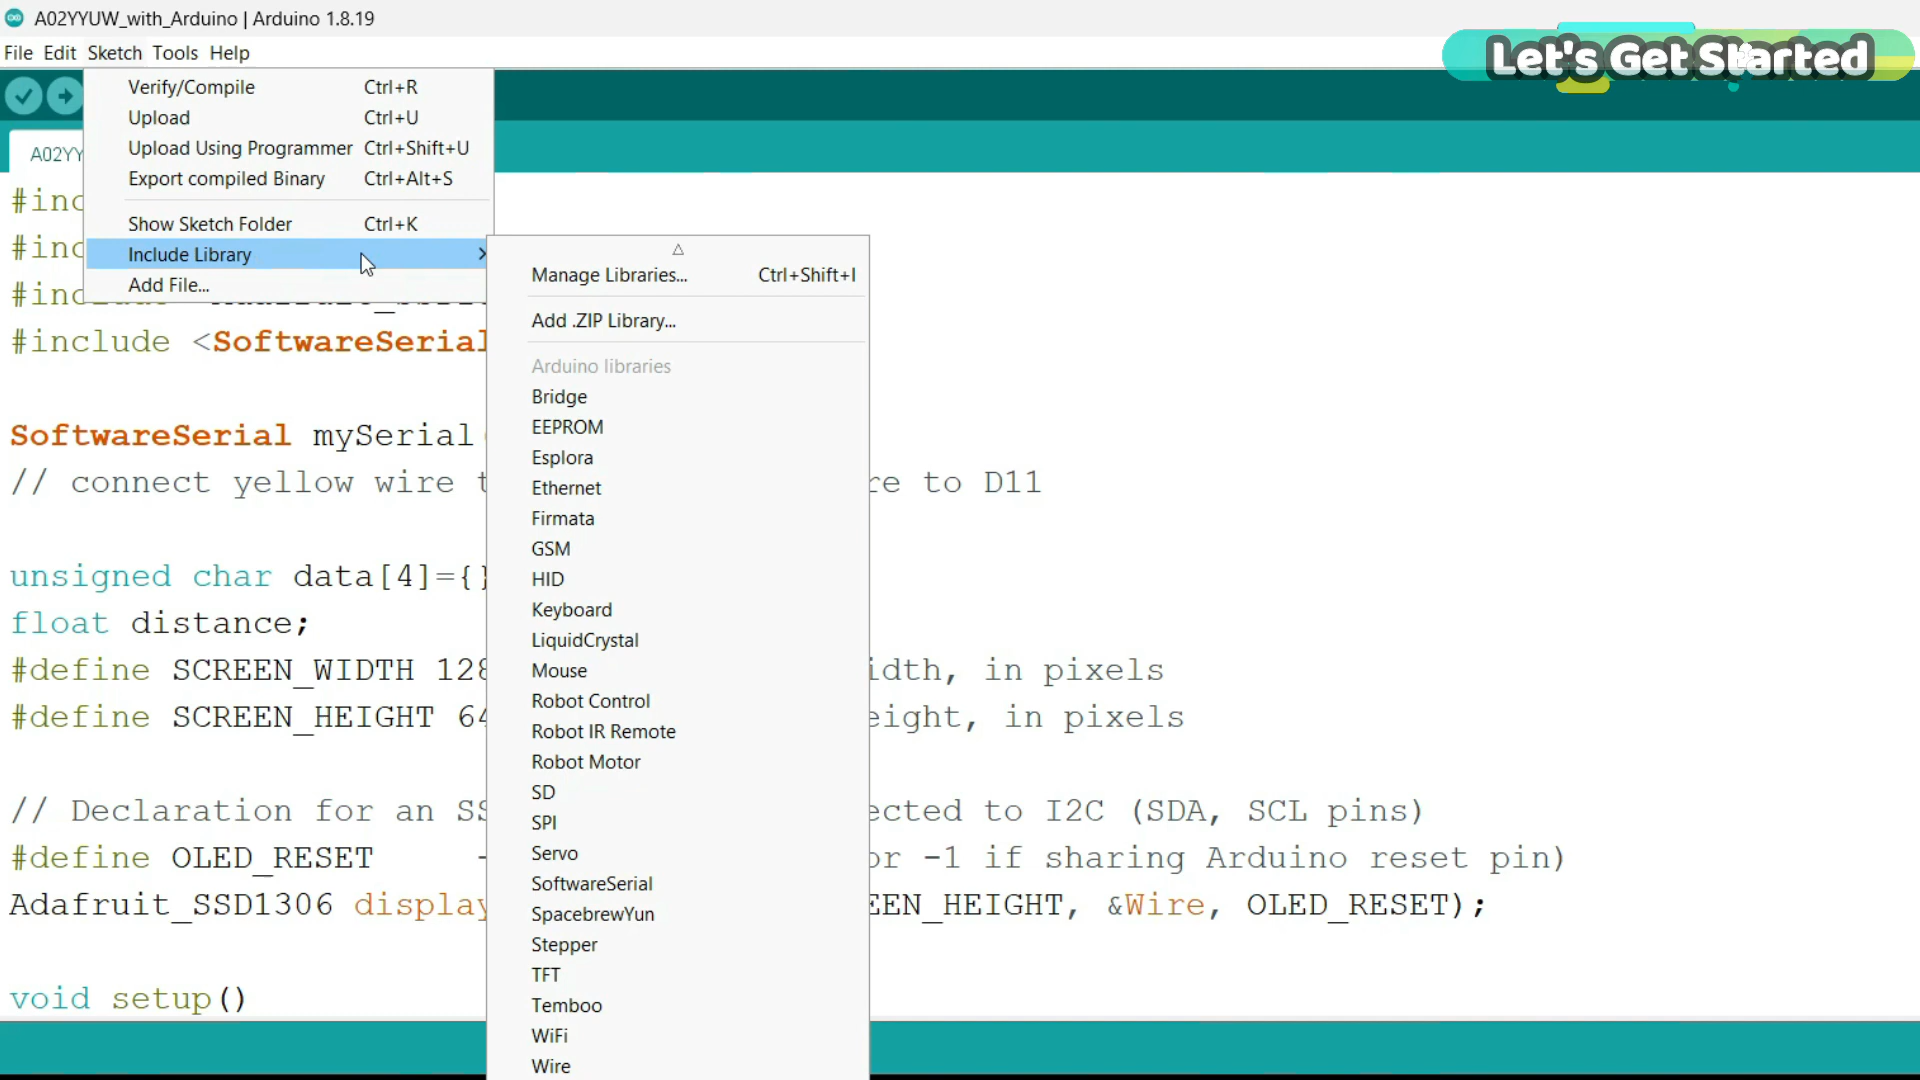 A02YYUW_with_Arduino | Arduino 1.8.19
File Edit Sketch Tools Help
Let's Get Started
Verify/Compile Ctrl+R
Upload Ctrl+U
Upload Using Programmer Ctrl+Shift+U
Export compiled Binary Ctrl+Alt+S
Show Sketch Folder Ctrl+K
Include Library
Add File...
Manage Libraries... Ctrl+Shift+I
Add .ZIP Library...
Arduino libraries
Bridge
EEPROM
Esplora
Ethernet
Firmata
GSM
HID
Keyboard
LiquidCrystal
Mouse
Robot Control
Robot IR Remote
Robot Motor
SD
SPI
Servo
SoftwareSerial
SpacebrewYun
Stepper
TFT
Temboo
WiFi
Wire
A02YY
#inc
#inc
#inc
#include <SoftwareSerial
SoftwareSerial mySerial
// connect yellow wire t re to D11
unsigned char data[4]={}
float distance;
#define SCREEN_WIDTH 128 idth, in pixels
#define SCREEN_HEIGHT 64 eight, in pixels
// Declaration for an SS ected to I2C (SDA, SCL pins)
#define OLED_RESET - or -1 if sharing Arduino reset pin)
Adafruit_SSD1306 display EEN_HEIGHT, &Wire, OLED_RESET);
void setup()